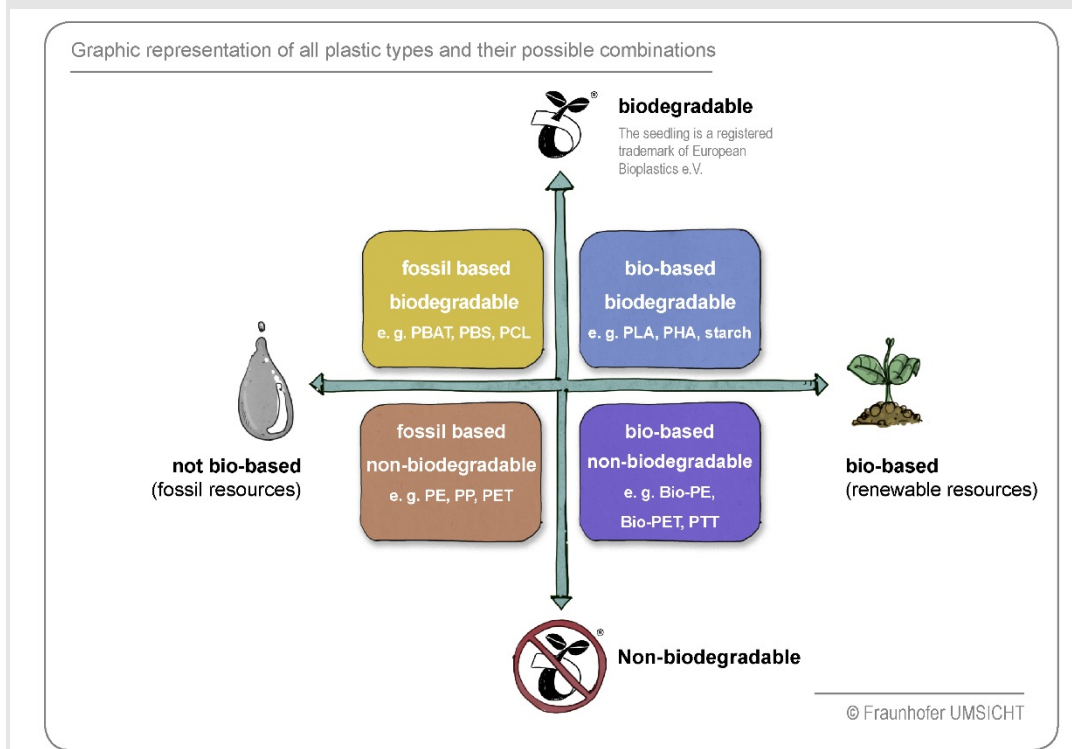 Graphic representation of all plastic types and their possible combinations
®
biodegradable
The seedling is a registered
trademark of European
Bioplastics e.V.
fossil based
biodegradable
e. g. PBAT, PBS, PCL
bio-based
biodegradable
e. g. PLA, PHA, starch
not bio-based
(fossil resources)
fossil based
non-biodegradable
e. g. PE, PP, PET
bio-based
non-biodegradable
e. g. Bio-PE,
Bio-PET, PTT
bio-based
(renewable resources)
®
Non-biodegradable
© Fraunhofer UMSICHT